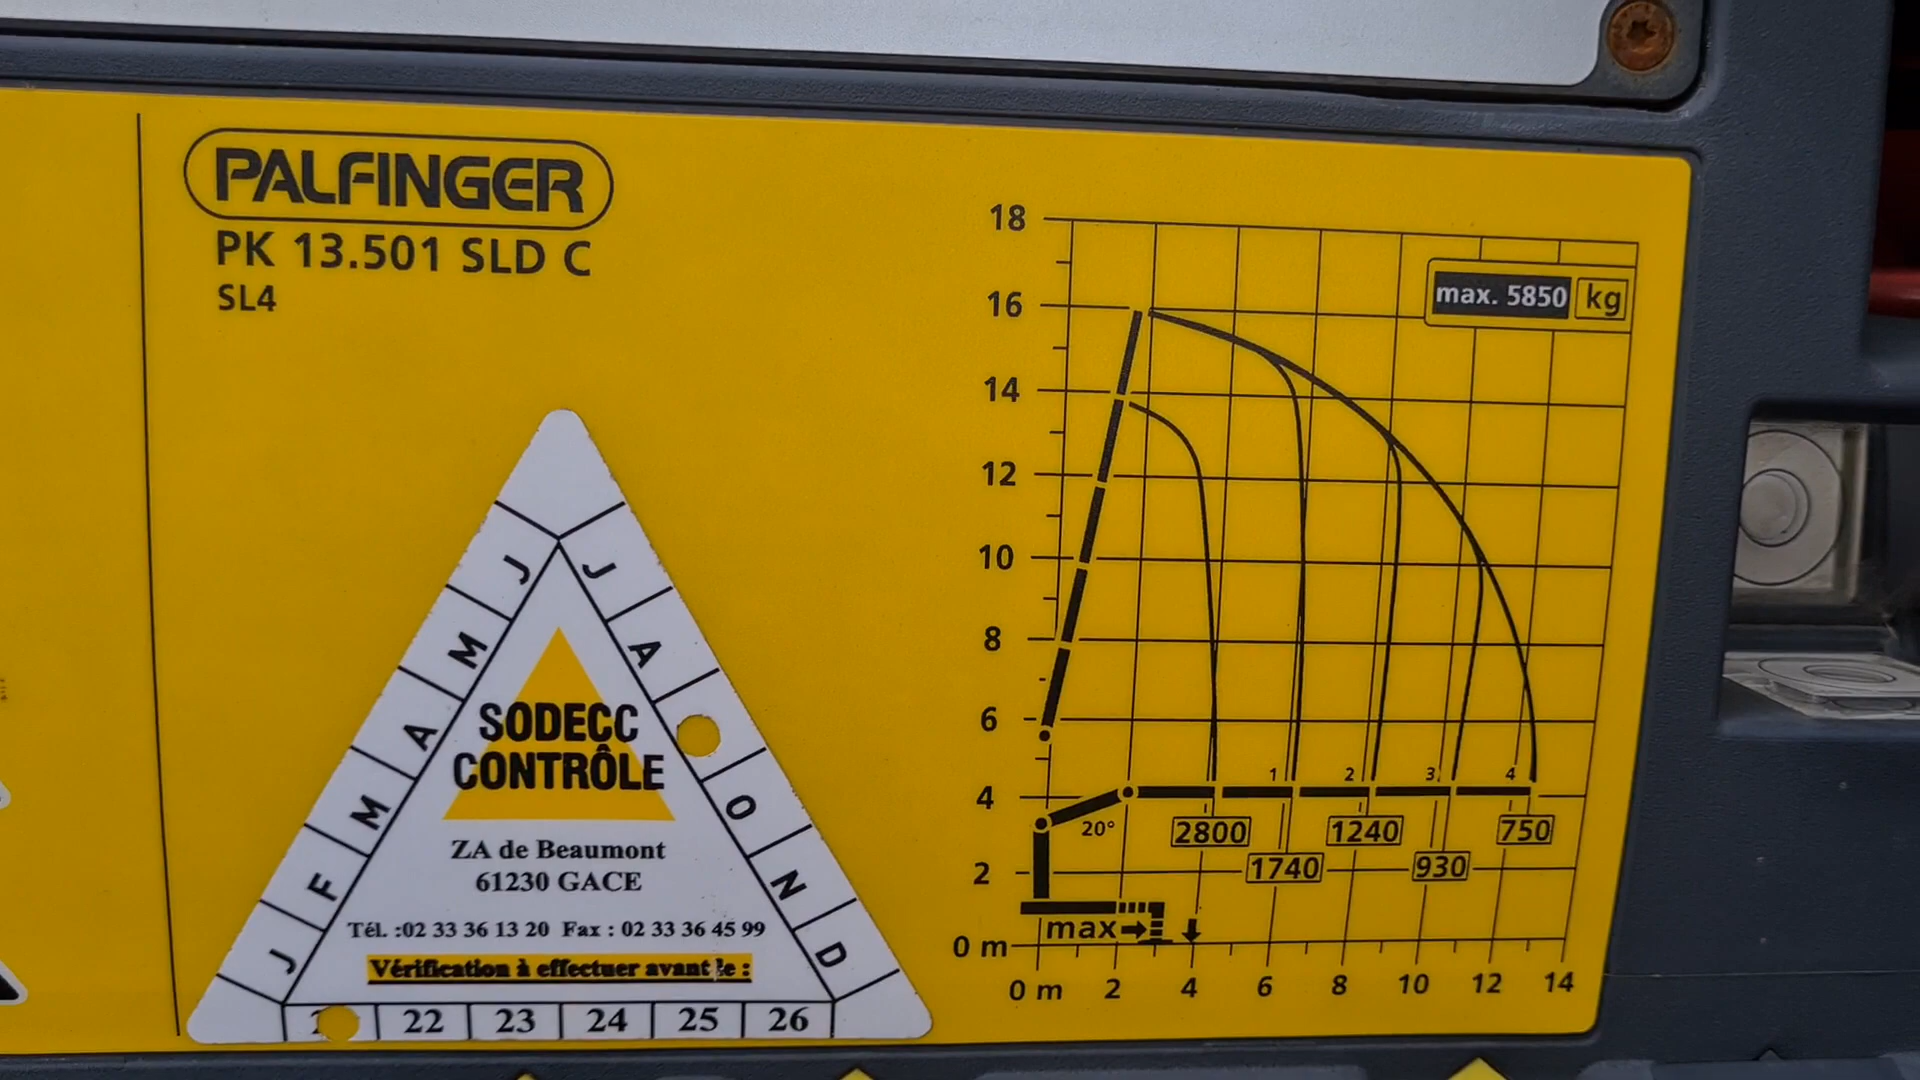 PALFINGER
PK 13.501 SLD C
SL4
18
16
14
12
10
8
6
4
2
0 m
max. 5850 kg
1 2 3 4
20°
2800 1240 750
1740 930
max
0 m 2 4 6 8 10 12 14
J F M A M J
J A O N D
SODECC
CONTRÔLE
ZA de Beaumont
61230 GACE
Tél. :02 33 36 13 20 Fax : 02 33 36 45 99
Vérification à effectuer avant le :
22 23 24 25 26